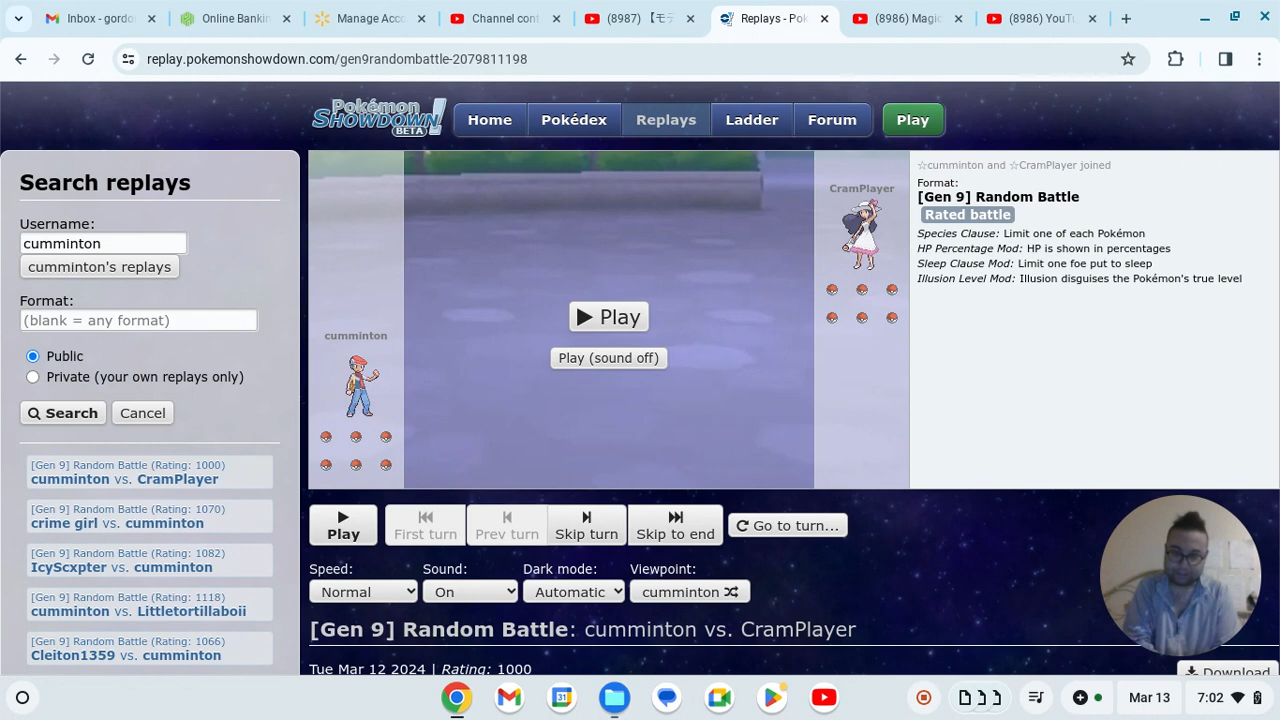 Inbox - gordo
Online Bankin
Manage Acco
Channel cont
(8987) 【モデ
Replays - Pok
(8986) Magic
(8986) YouTu
replay.pokemonshowdown.com/gen9randombattle-2079811198
Pokémon
SHOWDOWN!
BETA
Home
Pokédex
Replays
Ladder
Forum
Play
Search replays
Username:
cumminton
cumminton's replays
Format:
(blank = any format)
Public
Private (your own replays only)
Search
Cancel
[Gen 9] Random Battle (Rating: 1000)
cumminton vs. CramPlayer
[Gen 9] Random Battle (Rating: 1070)
crime girl vs. cumminton
[Gen 9] Random Battle (Rating: 1082)
IcyScxpter vs. cumminton
[Gen 9] Random Battle (Rating: 1118)
cumminton vs. Littletortillaboii
[Gen 9] Random Battle (Rating: 1066)
Cleiton1359 vs. cumminton
cumminton
CramPlayer
Play
Play (sound off)
☆cumminton and ☆CramPlayer joined
Format:
[Gen 9] Random Battle
Rated battle
Species Clause: Limit one of each Pokémon
HP Percentage Mod: HP is shown in percentages
Sleep Clause Mod: Limit one foe put to sleep
Illusion Level Mod: Illusion disguises the Pokémon's true level
Play
First turn
Prev turn
Skip turn
Skip to end
Go to turn...
Speed:
Sound:
Dark mode:
Viewpoint:
Normal
On
Automatic
cumminton
[Gen 9] Random Battle: cumminton vs. CramPlayer
Tue Mar 12 2024 | Rating: 1000
Download
31
Mar 13
7:02